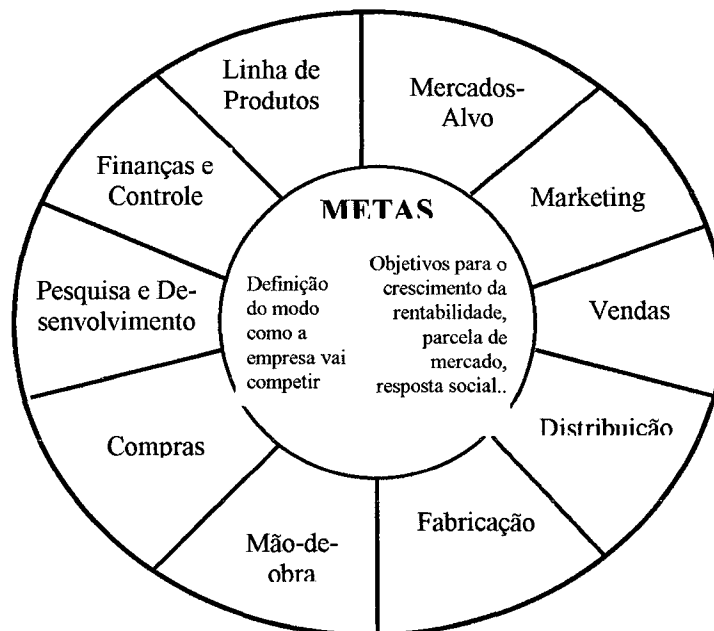 Linha de
Produtos
Mercados-
Alvo
Marketing
Vendas
Distribuição
Fabricação
Mão-de-
obra
Compras
Pesquisa e De-
senvolvimento
Finanças e
Controle
METAS
Definição
do modo
como a
empresa vai
competir
Objetivos para o
crescimento da
rentabilidade,
parcela de
mercado,
resposta social..